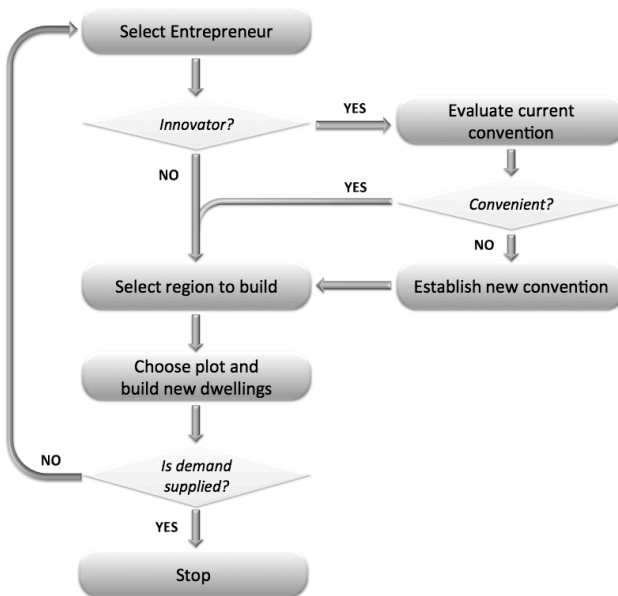 Select Entrepreneur
Innovator?
YES
Evaluate current
convention
NO
YES
Convenient?
NO
Select region to build
Establish new convention
Choose plot and
build new dwellings
NO
Is demand
supplied?
YES
Stop